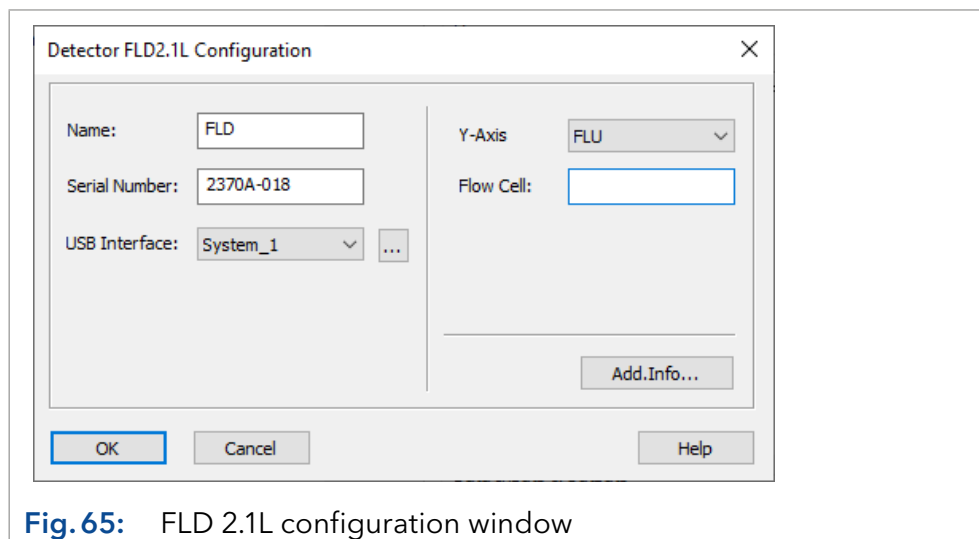 Detector FLD2.1L Configuration
Name: FLD
Serial Number: 2370A-018
USB Interface: System_1 ...
Y-Axis FLU
Flow Cell:
Add.Info...
OK Cancel Help
Fig. 65: FLD 2.1L configuration window